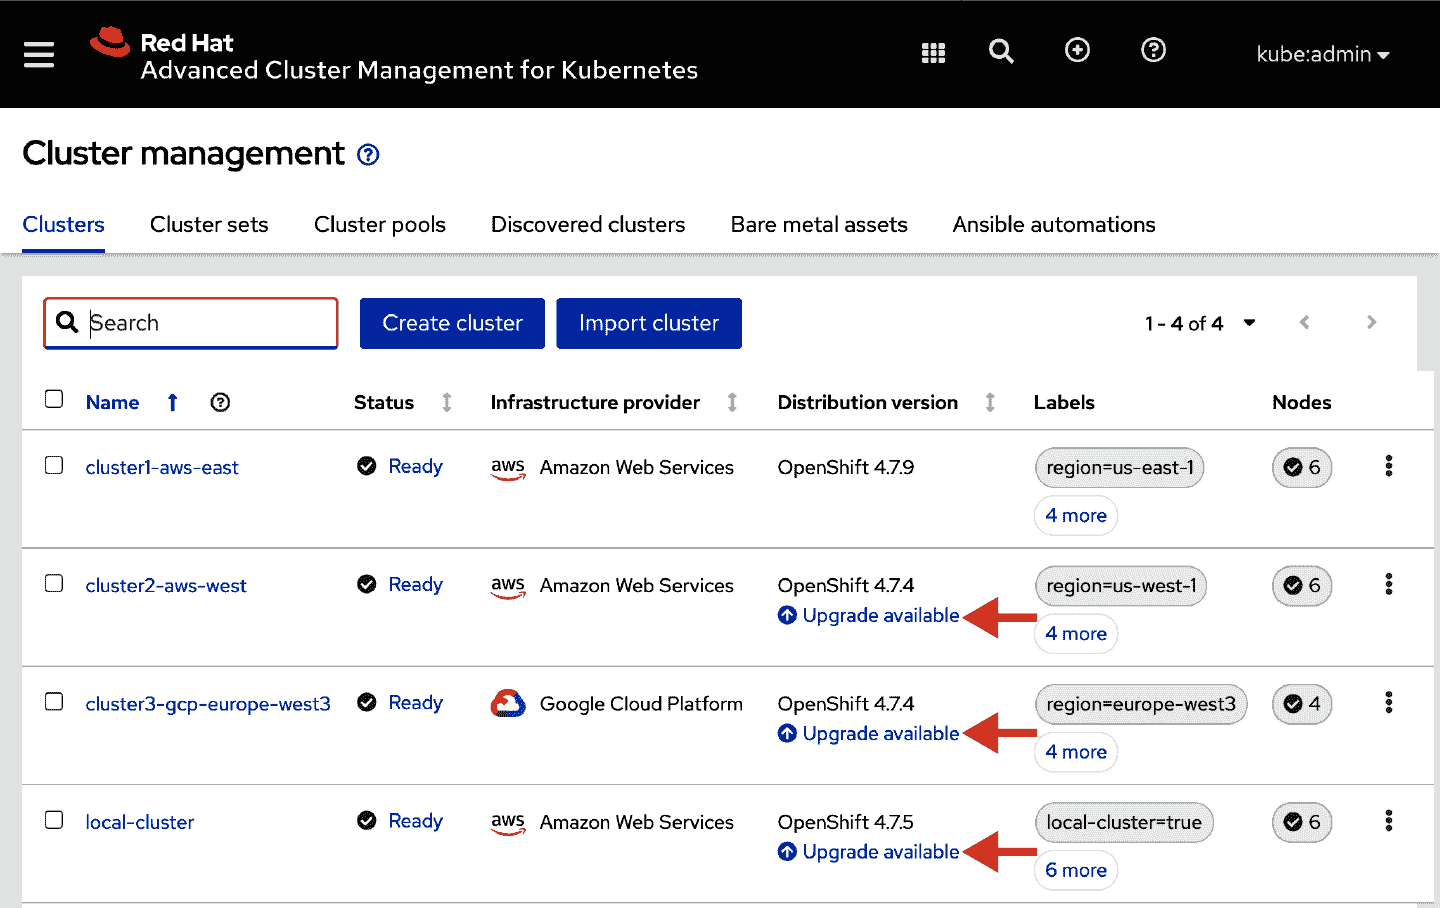 Red Hat
Advanced Cluster Management for Kubernetes
kube:admin
Cluster management
Clusters Cluster sets Cluster pools Discovered clusters Bare metal assets Ansible automations
Search Create cluster Import cluster 1 - 4 of 4
Name Status Infrastructure provider Distribution version Labels Nodes
cluster1-aws-east Ready aws Amazon Web Services OpenShift 4.7.9 region=us-east-1 6
4 more
cluster2-aws-west Ready aws Amazon Web Services OpenShift 4.7.4 region=us-west-1 6
Upgrade available
4 more
cluster3-gcp-europe-west3 Ready Google Cloud Platform OpenShift 4.7.4 region=europe-west3 4
Upgrade available
4 more
local-cluster Ready aws Amazon Web Services OpenShift 4.7.5 local-cluster=true 6
Upgrade available
6 more